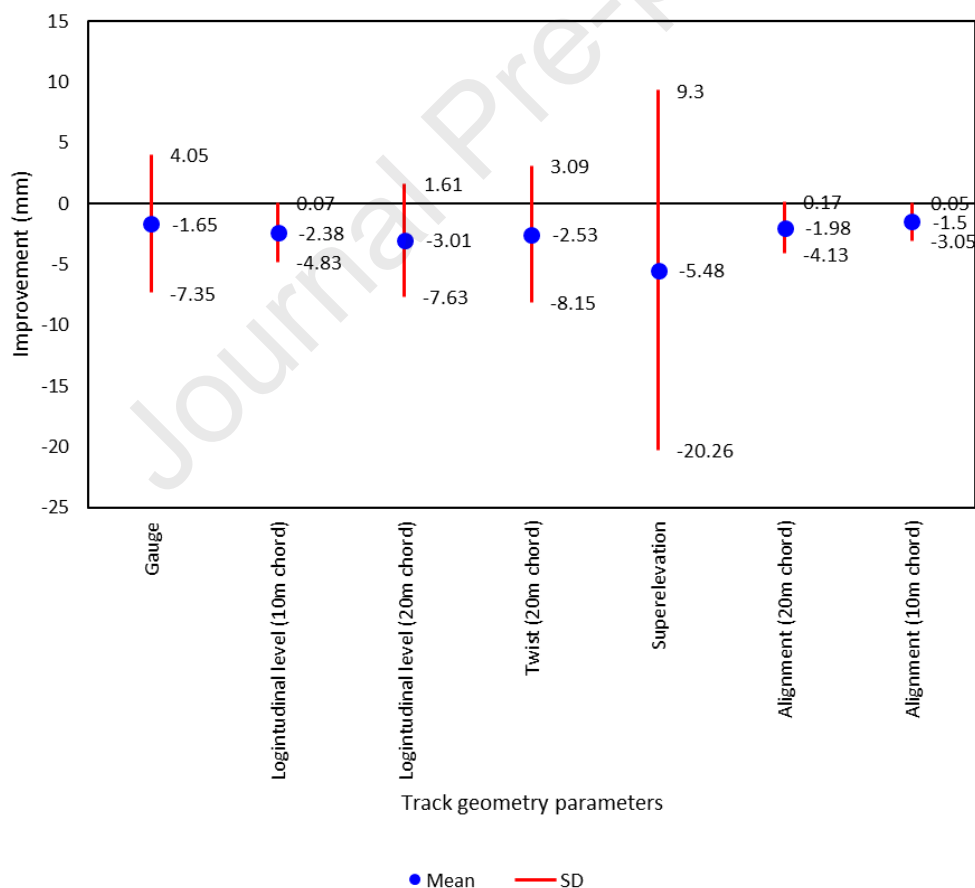 Journal Pre-p
15
10
5
0
-5
-10
-15
-20
-25
Improvement (mm)
4.05
-1.65
-7.35
0.07
-2.38
-4.83
1.61
-3.01
-7.63
3.09
-2.53
-8.15
9.3
-5.48
-20.26
0.17
-1.98
-4.13
0.05
-1.5
-3.05
Gauge
Logintudinal level (10m chord)
Logintudinal level (20m chord)
Twist (20m chord)
Superelevation
Alignment (20m chord)
Alignment (10m chord)
Track geometry parameters
Mean
SD